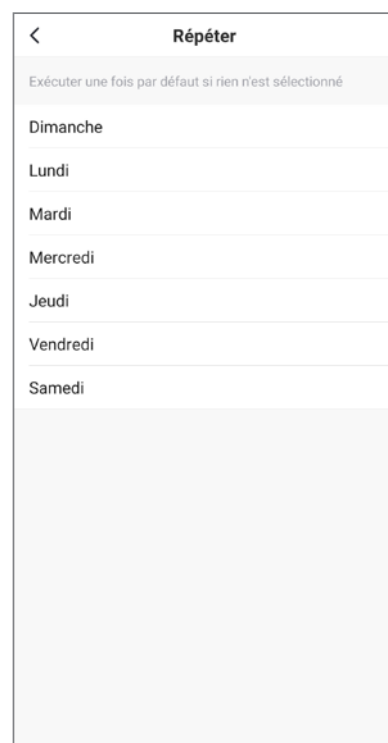 Répéter
Exécuter une fois par défaut si rien n'est sélectionné
Dimanche
Lundi
Mardi
Mercredi
Jeudi
Vendredi
Samedi